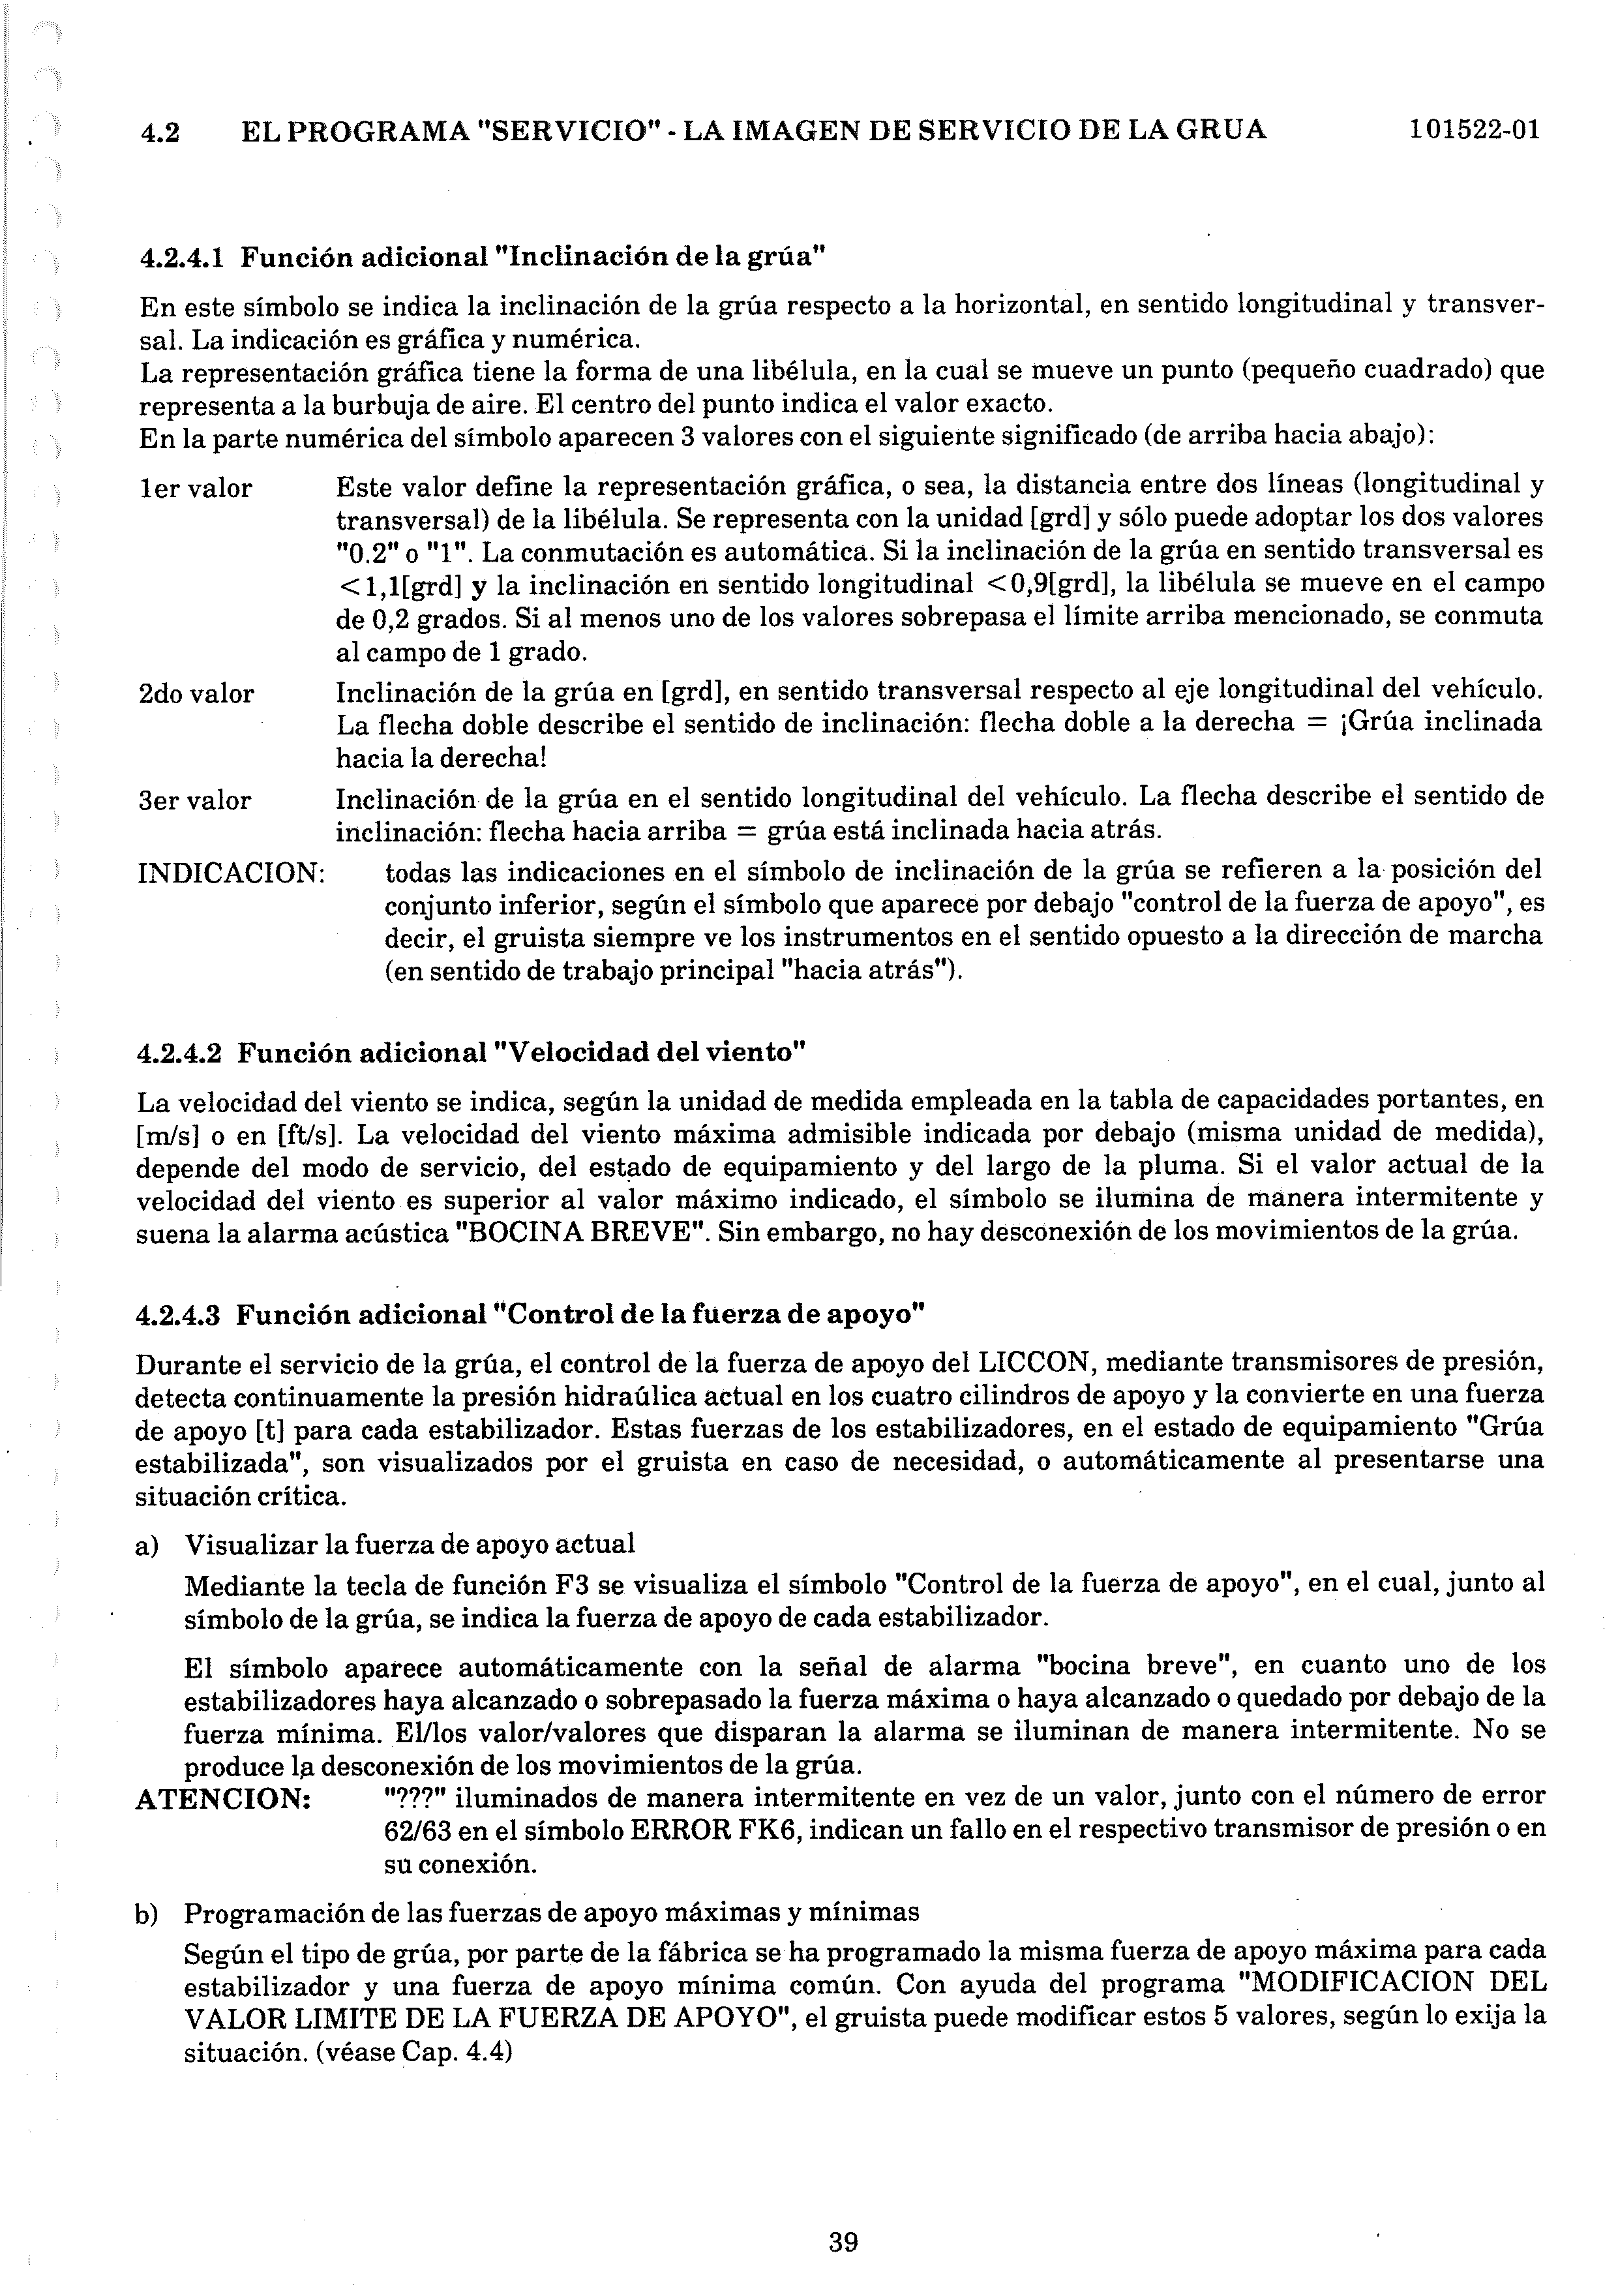 4.2 EL PROGRAMA "SERVICIO" - LA IMAGEN DE SERVICIO DE LA GRUA 101522-01
4.2.4.1 Función adicional "Inclinación de la grúa"
En este símbolo se indica la inclinación de la grúa respecto a la horizontal, en sentido longitudinal y transver-
sal. La indicación es gráfica y numérica.
La representación gráfica tiene la forma de una libélula, en la cual se mueve un punto (pequeño cuadrado) que
representa a la burbuja de aire. El centro del punto indica el valor exacto.
En la parte numérica del símbolo aparecen 3 valores con el siguiente significado (de arriba hacia abajo):
1er valor Este valor define la representación gráfica, o sea, la distancia entre dos líneas (longitudinal y
transversal) de la libélula. Se representa con la unidad [grd] y sólo puede adoptar los dos valores
"0.2" o "1". La conmutación es automática. Si la inclinación de la grúa en sentido transversal es
<1,1[grd] y la inclinación en sentido longitudinal <0,9[grd], la libélula se mueve en el campo
de 0,2 grados. Si al menos uno de los valores sobrepasa el límite arriba mencionado, se conmuta
al campo de 1 grado.
2do valor Inclinación de la grúa en [grd], en sentido transversal respecto al eje longitudinal del vehículo.
La flecha doble describe el sentido de inclinación: flecha doble a la derecha = ¡Grúa inclinada
hacia la derecha!
3er valor Inclinación de la grúa en el sentido longitudinal del vehículo. La flecha describe el sentido de
inclinación: flecha hacia arriba = grúa está inclinada hacia atrás.
INDICACION: todas las indicaciones en el símbolo de inclinación de la grúa se refieren a la posición del
conjunto inferior, según el símbolo que aparece por debajo "control de la fuerza de apoyo", es
decir, el gruista siempre ve los instrumentos en el sentido opuesto a la dirección de marcha
(en sentido de trabajo principal "hacia atrás").
4.2.4.2 Función adicional "Velocidad del viento"
La velocidad del viento se indica, según la unidad de medida empleada en la tabla de capacidades portantes, en
[m/s] o en [ft/s]. La velocidad del viento máxima admisible indicada por debajo (misma unidad de medida),
depende del modo de servicio, del estado de equipamiento y del largo de la pluma. Si el valor actual de la
velocidad del viento es superior al valor máximo indicado, el símbolo se ilumina de manera intermitente y
suena la alarma acústica "BOCINA BREVE". Sin embargo, no hay desconexión de los movimientos de la grúa.
4.2.4.3 Función adicional "Control de la fuerza de apoyo"
Durante el servicio de la grúa, el control de la fuerza de apoyo del LICCON, mediante transmisores de presión,
detecta continuamente la presión hidraúlica actual en los cuatro cilindros de apoyo y la convierte en una fuerza
de apoyo [t] para cada estabilizador. Estas fuerzas de los estabilizadores, en el estado de equipamiento "Grúa
estabilizada", son visualizados por el gruista en caso de necesidad, o automáticamente al presentarse una
situación crítica.
a) Visualizar la fuerza de apoyo actual
Mediante la tecla de función F3 se visualiza el símbolo "Control de la fuerza de apoyo", en el cual, junto al
símbolo de la grúa, se indica la fuerza de apoyo de cada estabilizador.
El símbolo aparece automáticamente con la señal de alarma "bocina breve", en cuanto uno de los
estabilizadores haya alcanzado o sobrepasado la fuerza máxima o haya alcanzado o quedado por debajo de la
fuerza mínima. El/los valor/valores que disparan la alarma se iluminan de manera intermitente. No se
produce la desconexión de los movimientos de la grúa.
ATENCION: "???" iluminados de manera intermitente en vez de un valor, junto con el número de error
62/63 en el símbolo ERROR FK6, indican un fallo en el respectivo transmisor de presión o en
su conexión.
b) Programación de las fuerzas de apoyo máximas y mínimas
Según el tipo de grúa, por parte de la fábrica se ha programado la misma fuerza de apoyo máxima para cada
estabilizador y una fuerza de apoyo mínima común. Con ayuda del programa "MODIFICACION DEL
VALOR LIMITE DE LA FUERZA DE APOYO", el gruista puede modificar estos 5 valores, según lo exija la
situación. (véase Cap. 4.4)
39